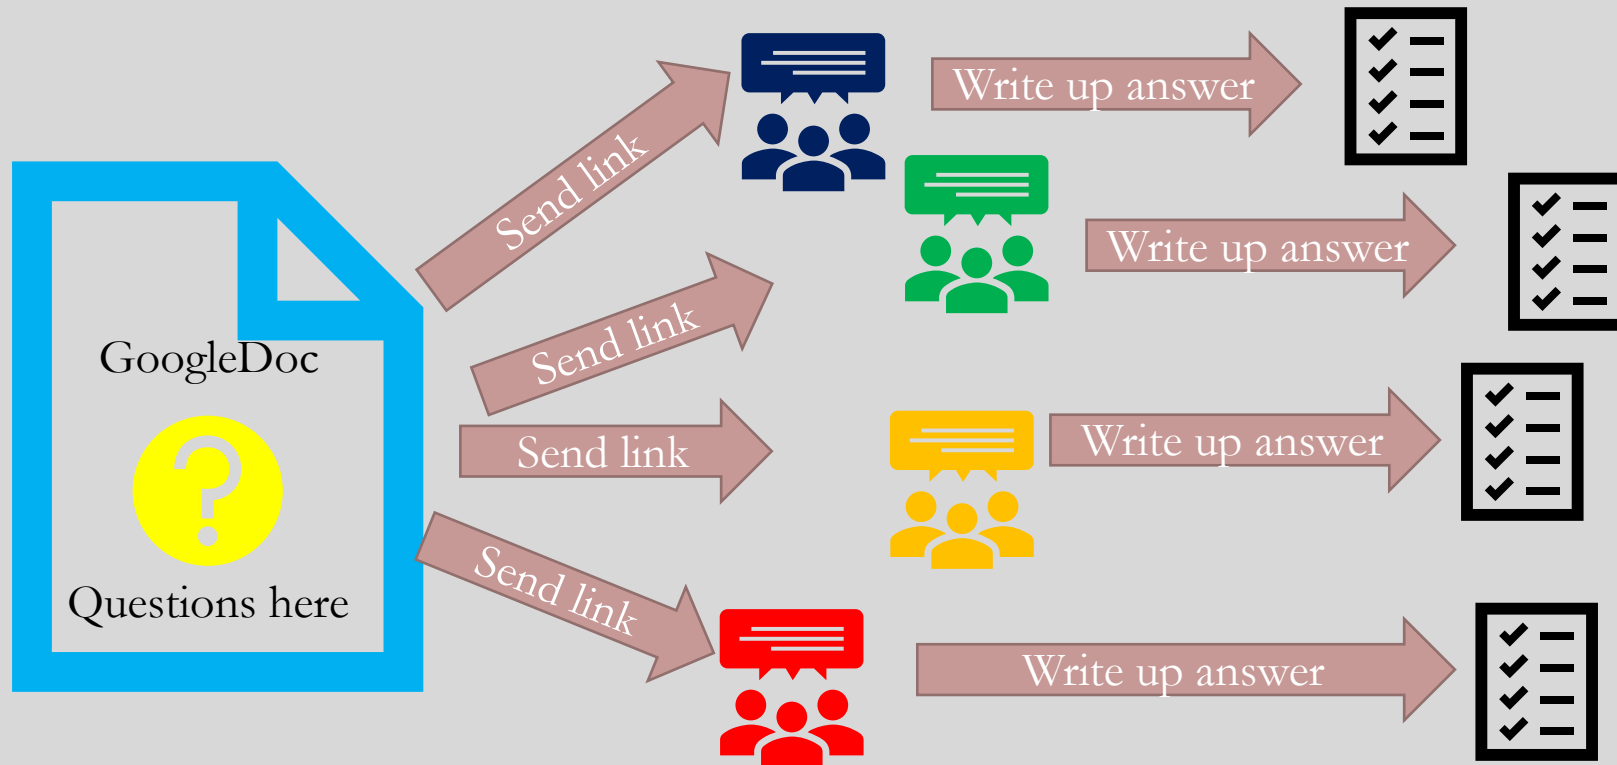 GoogleDoc
?
Questions here
Send link
Send link
Send link
Send link
Write up answer
Write up answer
Write up answer
Write up answer